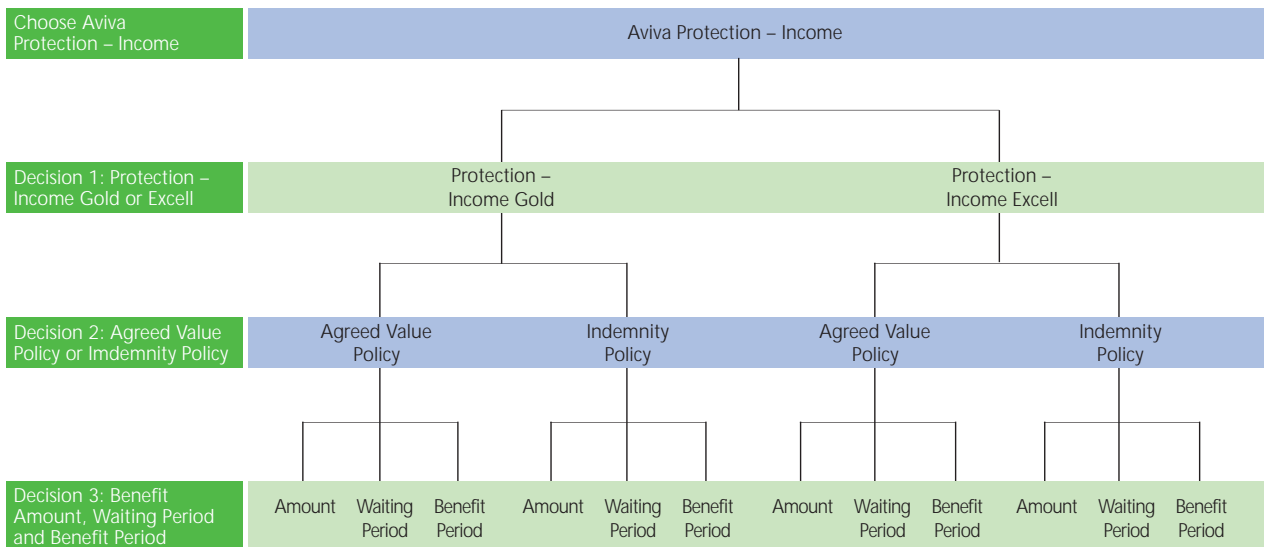 Choose Aviva
Protection – Income
Aviva Protection – Income
Decision 1: Protection –
Income Gold or Excell
Protection –
Income Gold
Protection –
Income Excell
Decision 2: Agreed Value
Policy or Imdemnity Policy
Agreed Value
Policy
Indemnity
Policy
Agreed Value
Policy
Indemnity
Policy
Decision 3: Benefit
Amount, Waiting Period
and Benefit Period
Amount
Waiting
Period
Benefit
Period
Amount
Waiting
Period
Benefit
Period
Amount
Waiting
Period
Benefit
Period
Amount
Waiting
Period
Benefit
Period